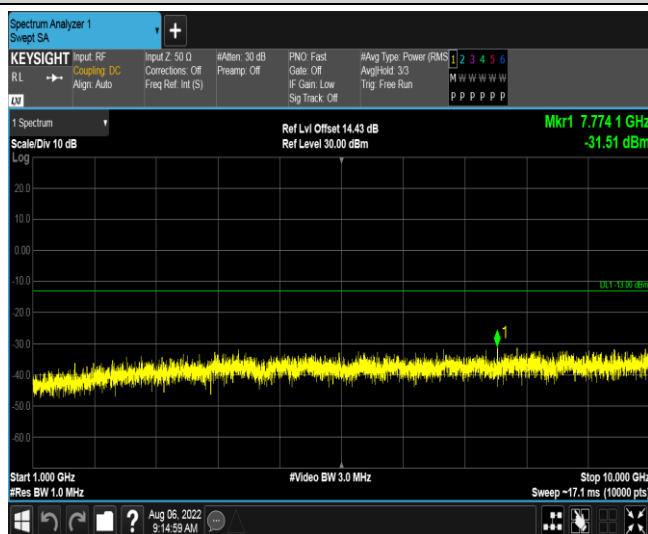 Spectrum Analyzer 1
Swept SA
+
KEYSIGHT Input: RF Input Z: 50 Ω #Atten: 30 dB PNO: Fast #Avg Type: Power (RMS 1 2 3 4 5 6
RL Coupling: DC Corrections: Off Preamp: Off Gate: Off Avg|Hold: 3/3 M W W W W W
Align: Auto Freq Ref: Int (S) IF Gain: Low Trig: Free Run
Sig Track: Off P P P P P P
LXI
1 Spectrum Ref Lvl Offset 14.43 dB Mkr1 7.774 1 GHz
Scale/Div 10 dB Ref Level 30.00 dBm -31.51 dBm
Log
20.0
10.0
0.00
-10.0
DL1 -13.00 dBm
-20.0
-30.0
1
-40.0
-50.0
-60.0
Start 1.000 GHz #Video BW 3.0 MHz Stop 10.000 GHz
#Res BW 1.0 MHz Sweep ~17.1 ms (10000 pts)
? Aug 06, 2022
9:14:59 AM